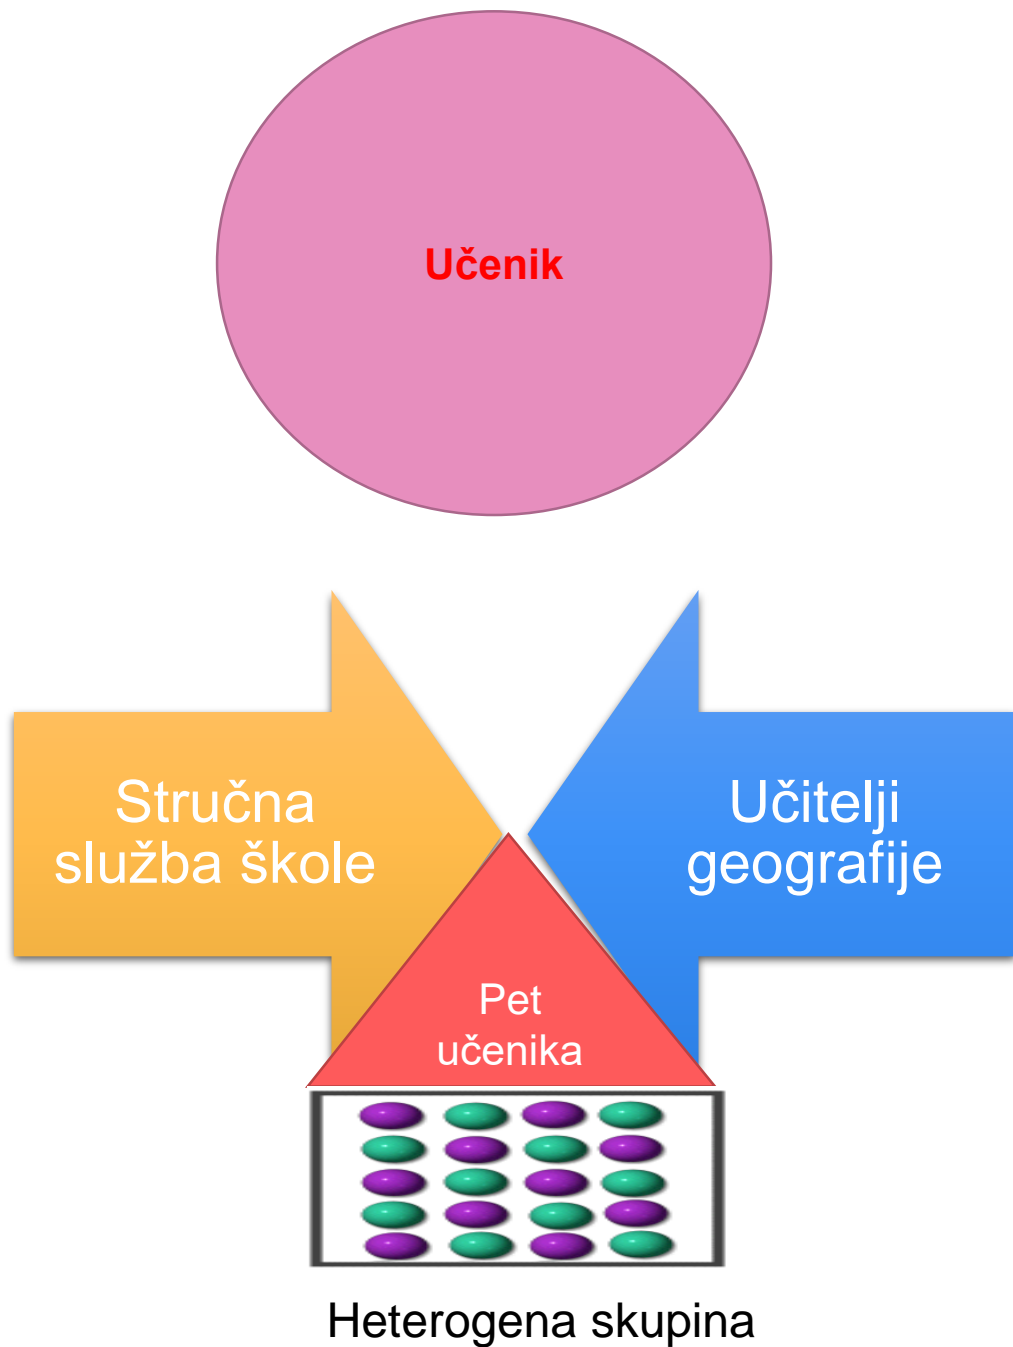 Učenik
Stručna
služba škole
Učitelji
geografije
Pet
učenika
Heterogena skupina